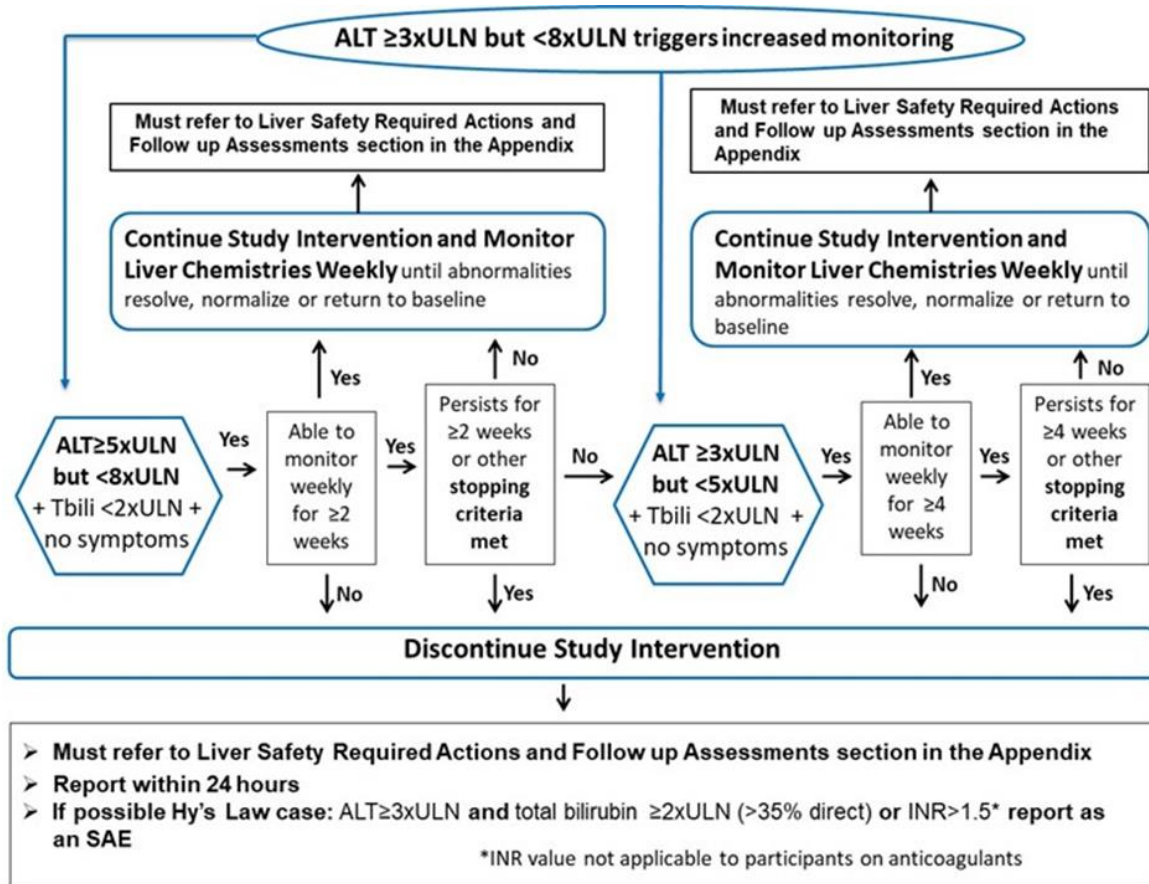 ALT ≥3xULN but <8xULN triggers increased monitoring
Must refer to Liver Safety Required Actions and
Follow up Assessments section in the Appendix
Must refer to Liver Safety Required Actions
and Follow up Assessments section in the
Appendix
Continue Study Intervention and Monitor
Liver Chemistries Weekly until abnormalities
resolve, normalize or return to baseline
Continue Study Intervention and
Monitor Liver Chemistries Weekly until
abnormalities resolve, normalize or return to
baseline
Yes
No
Yes
No
ALT≥5xULN
but <8xULN
+ Tbili <2xULN +
no symptoms
Yes
Able to
monitor
weekly
for ≥2
weeks
Yes
Persists for
≥2 weeks
or other
stopping
criteria
met
No
ALT ≥3xULN
but <5xULN
+ Tbili <2xULN +
no symptoms
Yes
Able to
monitor
weekly
for ≥4
weeks
Yes
Persists for
≥4 weeks
or other
stopping
criteria
met
No
Yes
No
Yes
Discontinue Study Intervention
➢ Must refer to Liver Safety Required Actions and Follow up Assessments section in the Appendix
➢ Report within 24 hours
➢ If possible Hy's Law case: ALT≥3xULN and total bilirubin ≥2xULN (>35% direct) or INR>1.5* report as
an SAE
*INR value not applicable to participants on anticoagulants